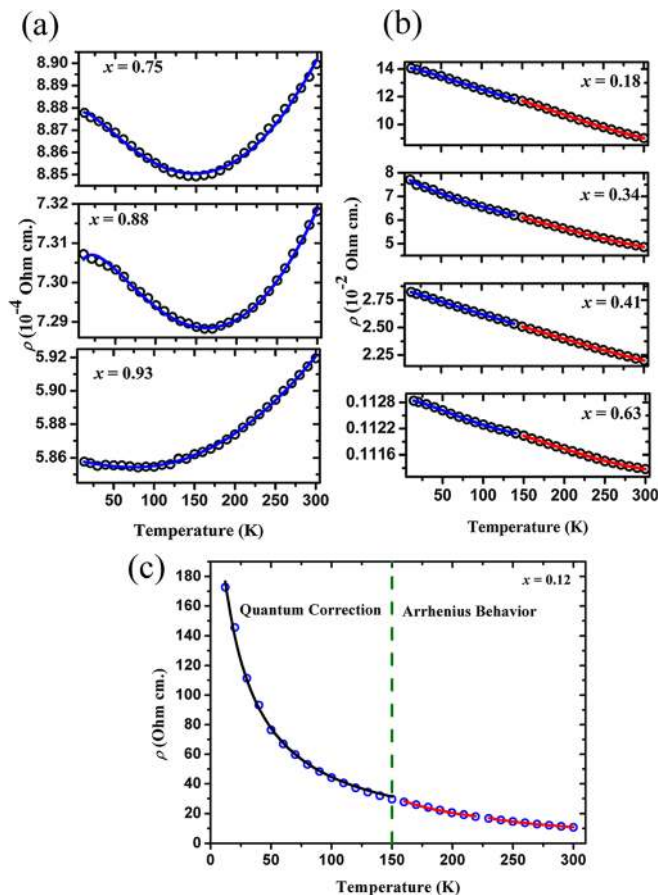 (a)
x = 0.75
8.90
8.89
8.88
8.87
8.86
8.85
x = 0.88
7.32
7.31
7.30
7.29
x = 0.93
5.92
5.90
5.88
5.86
ρ (10⁻⁴ Ohm cm.)
50 100 150 200 250 300
Temperature (K)
(b)
x = 0.18
14
12
10
x = 0.34
8
7
6
5
x = 0.41
2.75
2.50
2.25
x = 0.63
0.1128
0.1122
0.1116
ρ (10⁻² Ohm cm.)
50 100 150 200 250 300
Temperature (K)
(c)
x = 0.12
Quantum Correction
Arrhenius Behavior
180
160
140
120
100
80
60
40
20
0
ρ (Ohm cm.)
0 50 100 150 200 250 300
Temperature (K)